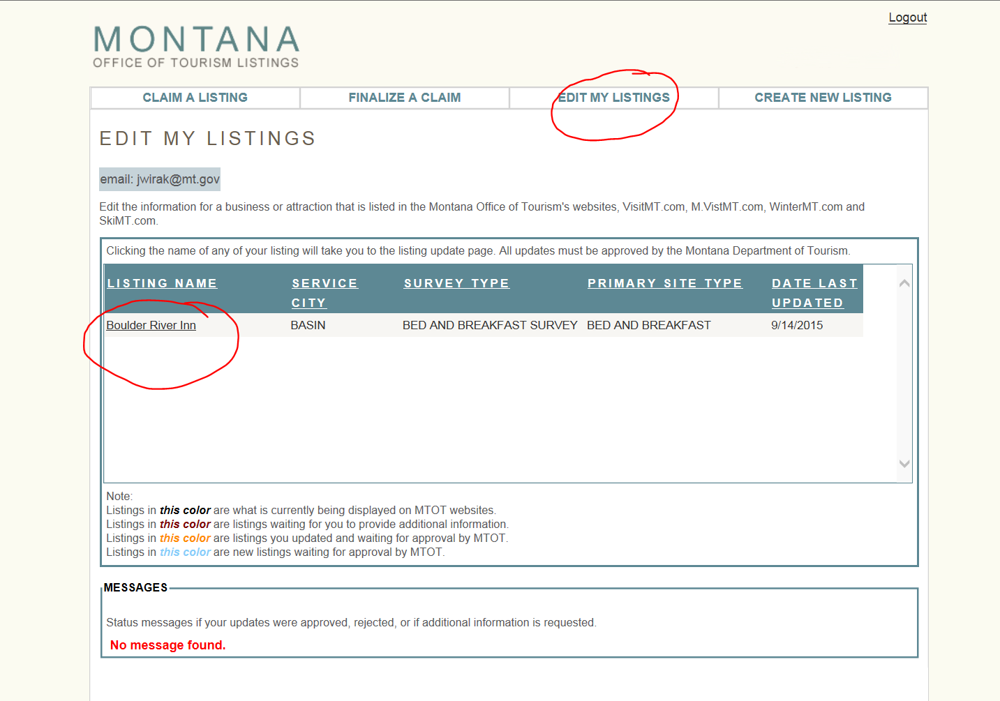 Logout
MONTANA
OFFICE OF TOURISM LISTINGS
CLAIM A LISTING
FINALIZE A CLAIM
EDIT MY LISTINGS
CREATE NEW LISTING
EDIT MY LISTINGS
email: jwirak@mt.gov
Edit the information for a business or attraction that is listed in the Montana Office of Tourism's websites, VisitMT.com, M.VistMT.com, WinterMT.com and
SkiMT.com.
Clicking the name of any of your listing will take you to the listing update page. All updates must be approved by the Montana Department of Tourism.
LISTING NAME SERVICE SURVEY TYPE PRIMARY SITE TYPE DATE LAST
CITY UPDATED
Boulder River Inn BASIN BED AND BREAKFAST SURVEY BED AND BREAKFAST 9/14/2015
Note:
Listings in this color are what is currently being displayed on MTOT websites.
Listings in this color are listings waiting for you to provide additional information.
Listings in this color are listings you updated and waiting for approval by MTOT.
Listings in this color are new listings waiting for approval by MTOT.
MESSAGES
Status messages if your updates were approved, rejected, or if additional information is requested.
No message found.